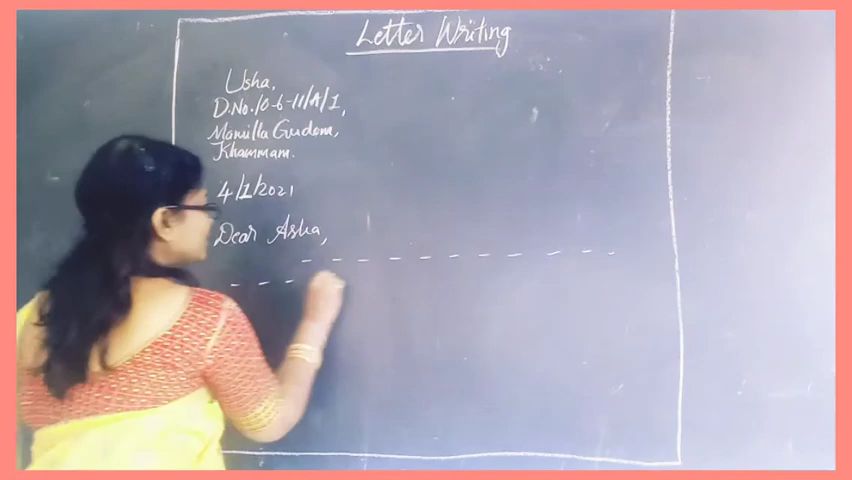 Letter Writing
Usha,
D.No.10-6-11/A/1,
Mamilla Gudem,
Khammam.
4/1/2021
Dear Asha,